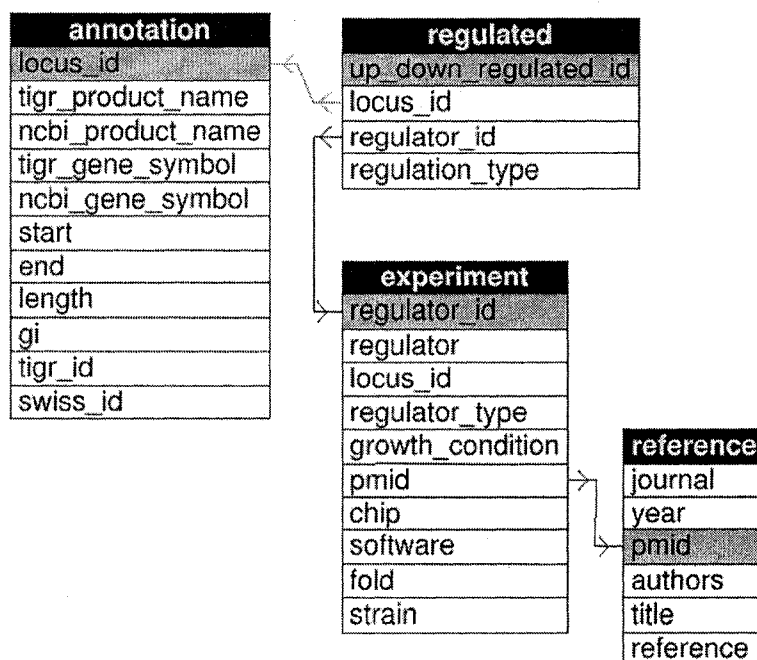 annotation
locus_id
tigr_product_name
ncbi_product_name
tigr_gene_symbol
ncbi_gene_symbol
start
end
length
gi
tigr_id
swiss_id
regulated
up_down_regulated_id
locus_id
regulator_id
regulation_type
experiment
regulator_id
regulator
locus_id
regulator_type
growth_condition
pmid
chip
software
fold
strain
reference
journal
year
pmid
authors
title
reference